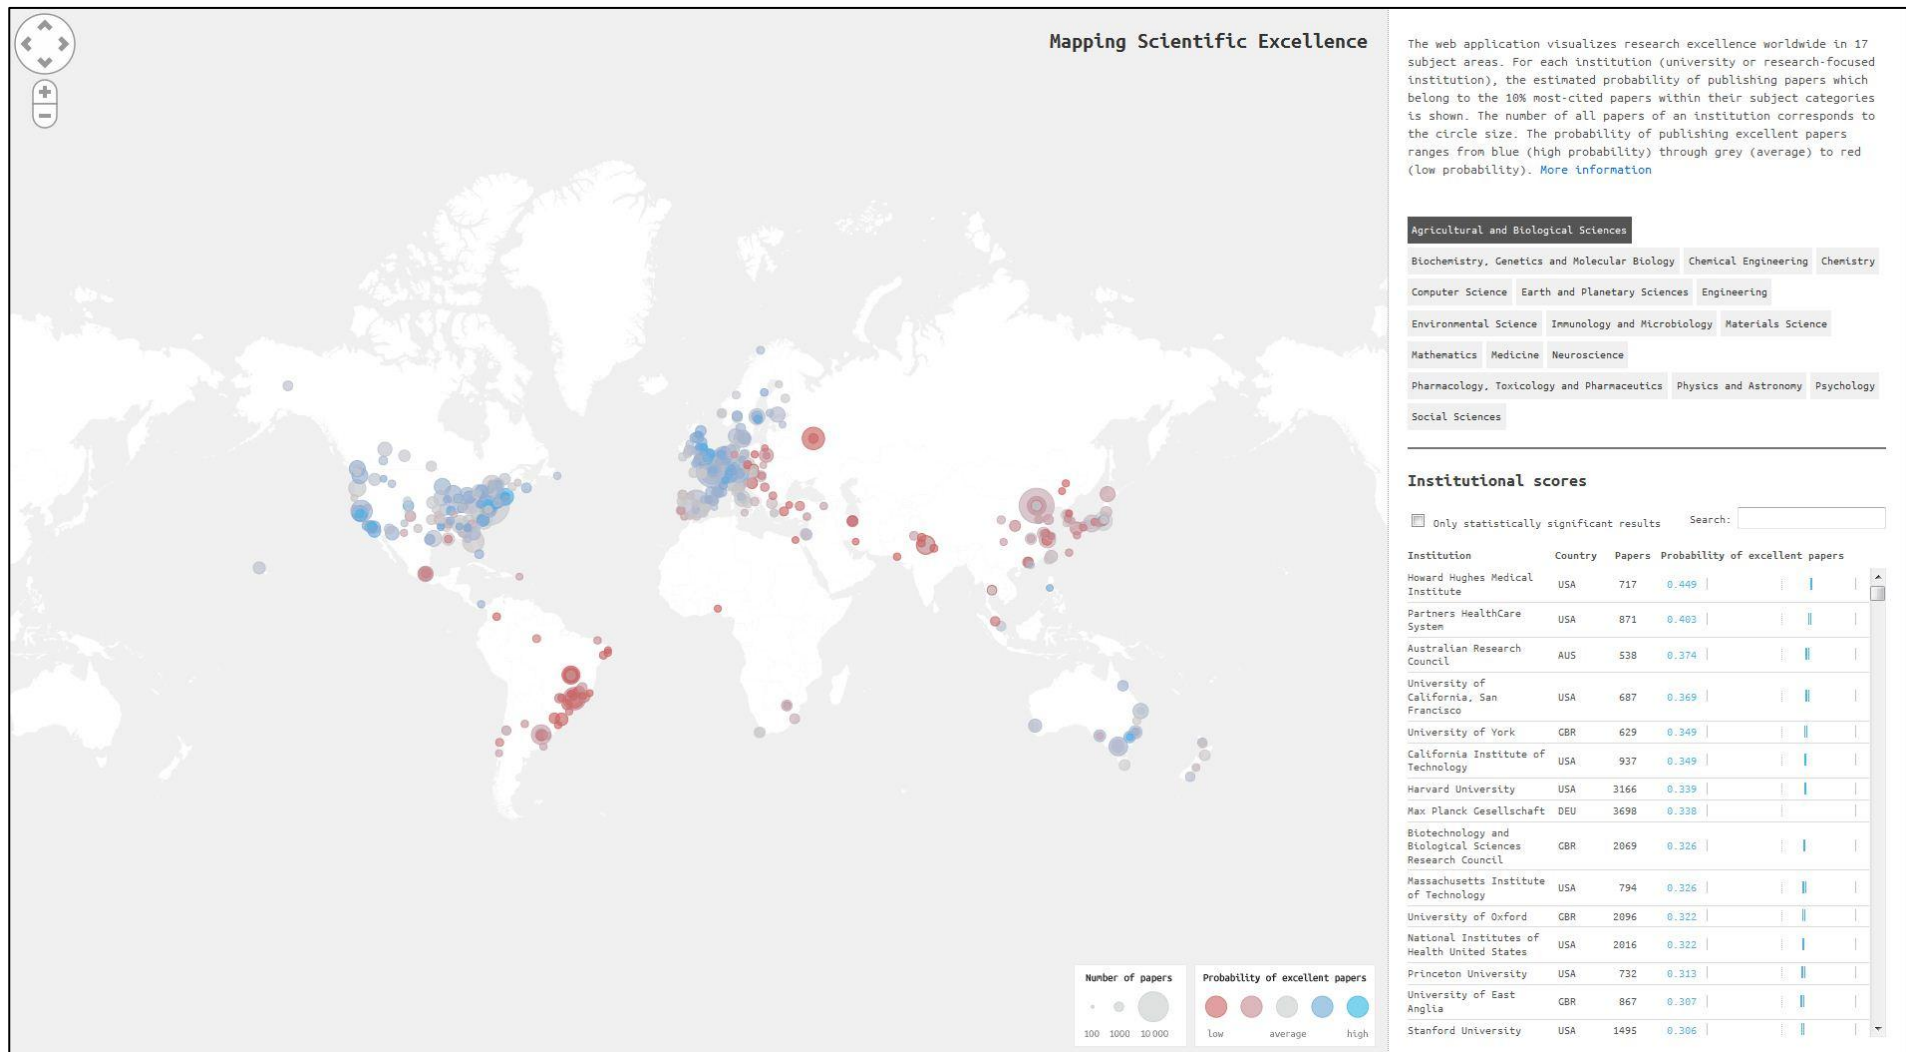 Mapping Scientific Excellence
The web application visualizes research excellence worldwide in 17
subject areas. For each institution (university or research-focused
institution), the estimated probability of publishing papers which
belong to the 10% most-cited papers within their subject categories
is shown. The number of all papers of an institution corresponds to
the circle size. The probability of publishing excellent papers
ranges from blue (high probability) through grey (average) to red
(low probability). More information
Agricultural and Biological Sciences
Biochemistry, Genetics and Molecular Biology Chemical Engineering Chemistry
Computer Science Earth and Planetary Sciences Engineering
Environmental Science Immunology and Microbiology Materials Science
Mathematics Medicine Neuroscience
Pharmacology, Toxicology and Pharmaceutics Physics and Astronomy Psychology
Social Sciences
Institutional scores
Only statistically significant results Search:
Institution Country Papers Probability of excellent papers
Howard Hughes Medical
Institute USA 717 0.449
Partners HealthCare
System USA 871 0.403
Australian Research
Council AUS 538 0.374
University of
California, San
Francisco USA 687 0.369
University of York GBR 629 0.349
California Institute of
Technology USA 937 0.349
Harvard University USA 3166 0.339
Max Planck Gesellschaft DEU 3698 0.338
Biotechnology and
Biological Sciences
Research Council GBR 2069 0.326
Massachusetts Institute
of Technology USA 794 0.326
University of Oxford GBR 2096 0.322
National Institutes of
Health United States USA 2016 0.322
Princeton University USA 732 0.313
University of East
Anglia GBR 867 0.307
Stanford University USA 1495 0.306
Number of papers
100 1000 10000
Probability of excellent papers
low average high